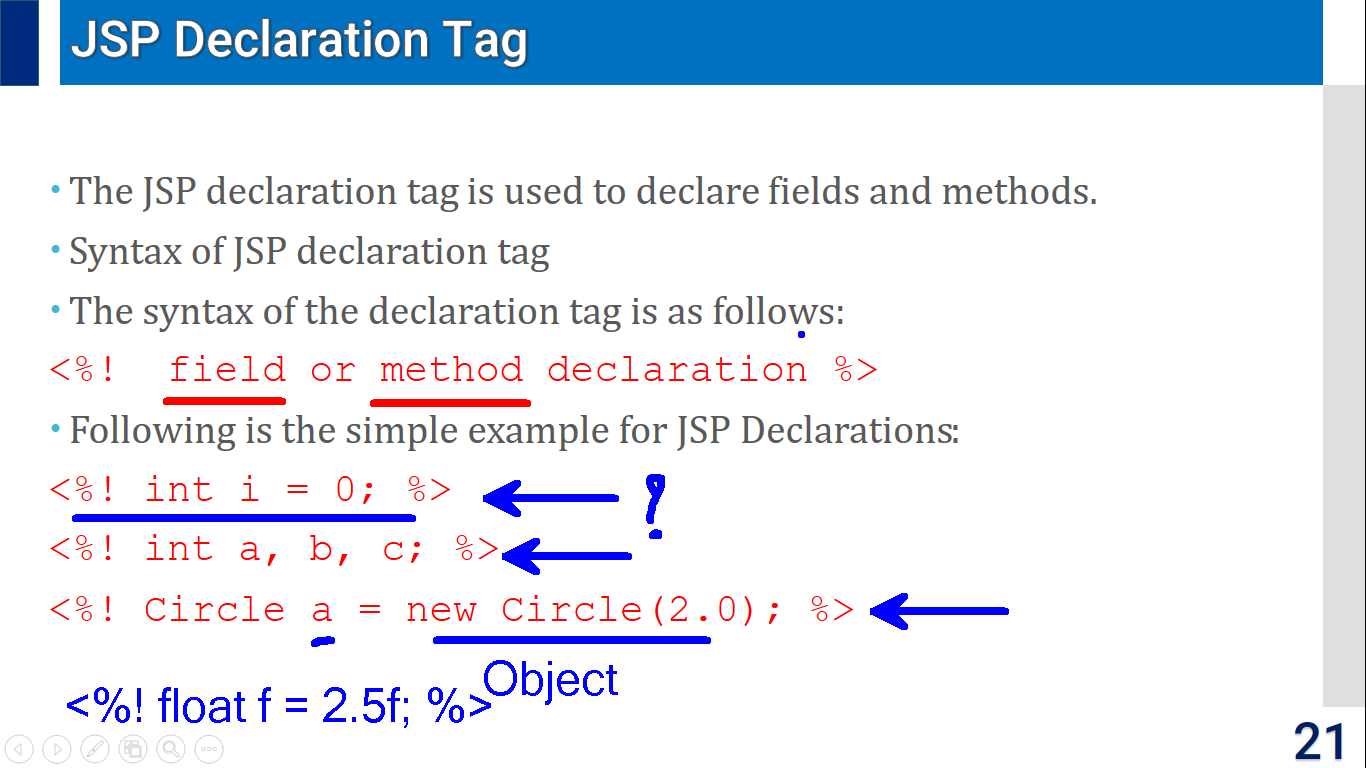 JSP Declaration Tag
• The JSP declaration tag is used to declare fields and methods.
• Syntax of JSP declaration tag
• The syntax of the declaration tag is as follows:
<%!  field or method declaration %>
• Following is the simple example for JSP Declarations:
<%! int i = 0; %>
?
<%! int a, b, c; %>
<%! Circle a = new Circle(2.0); %>
Object
<%! float f = 2.5f; %>
21